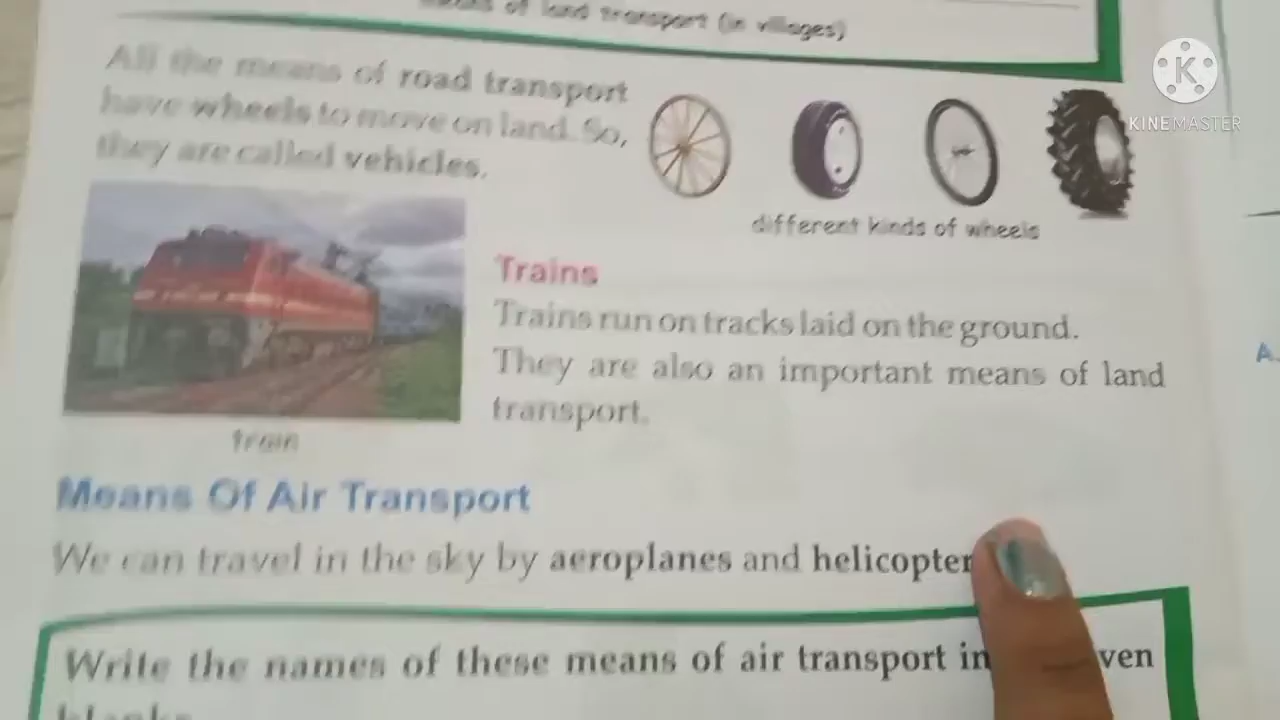 means of land transport (in villages)
All the means of road transport
have wheels to move on land. So,
they are called vehicles.
KINEMASTER
different kinds of wheels
Trains
Trains run on tracks laid on the ground.
They are also an important means of land
transport.
train
Means Of Air Transport
We can travel in the sky by aeroplanes and helicopter
Write the names of these means of air transport in ven
blanks
A.